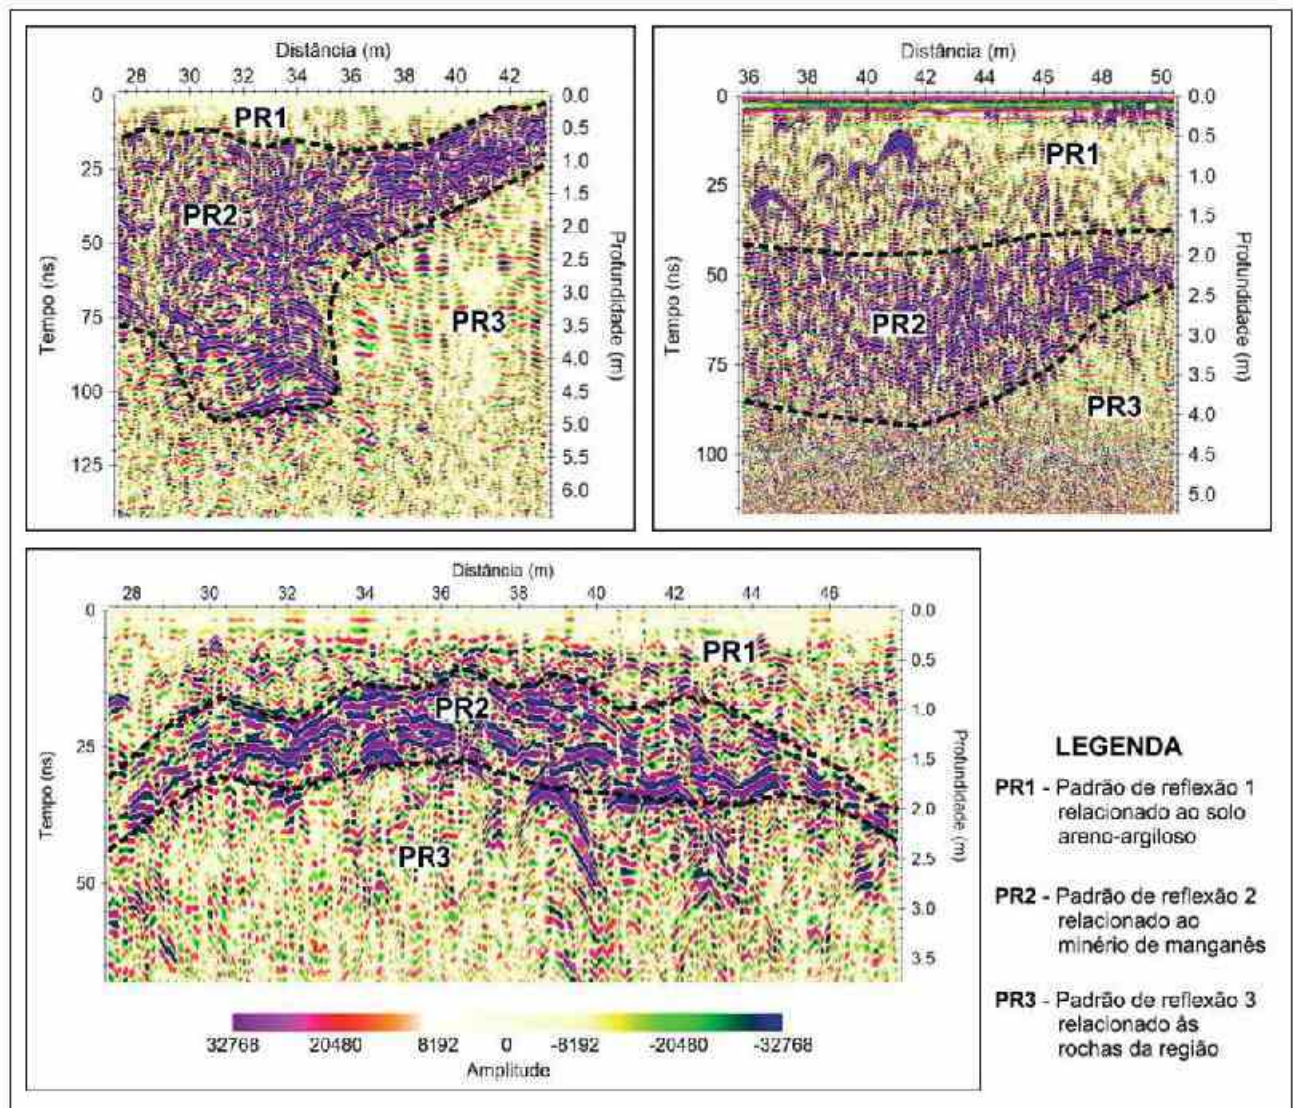 Distância (m)
28 30 32 34 36 38 40 42
0 25 50 75 100 125
Tempo (ns)
0.0 0.5 1.0 1.5 2.0 2.5 3.0 3.5 4.0 4.5 5.0 5.5 6.0
Profundidade (m)
PR1
PR2
PR3
Distância (m)
36 38 40 42 44 46 48 50
0 25 50 75 100
Tempo (ns)
0.0 0.5 1.0 1.5 2.0 2.5 3.0 3.5 4.0 4.5 5.0
Profundidade (m)
PR1
PR2
PR3
Distância (m)
28 30 32 34 36 38 40 42 44 46
0 25 50
Tempo (ns)
0.0 0.5 1.0 1.5 2.0 2.5 3.0 3.5
Profundidade (m)
PR1
PR2
PR3
32768 20480 8192 0 -8192 -20480 -32768
Amplitude
LEGENDA
PR1 - Padrão de reflexão 1
relacionado ao solo
areno-argiloso
PR2 - Padrão de reflexão 2
relacionado ao
minério de manganês
PR3 - Padrão de reflexão 3
relacionado às
rochas da região